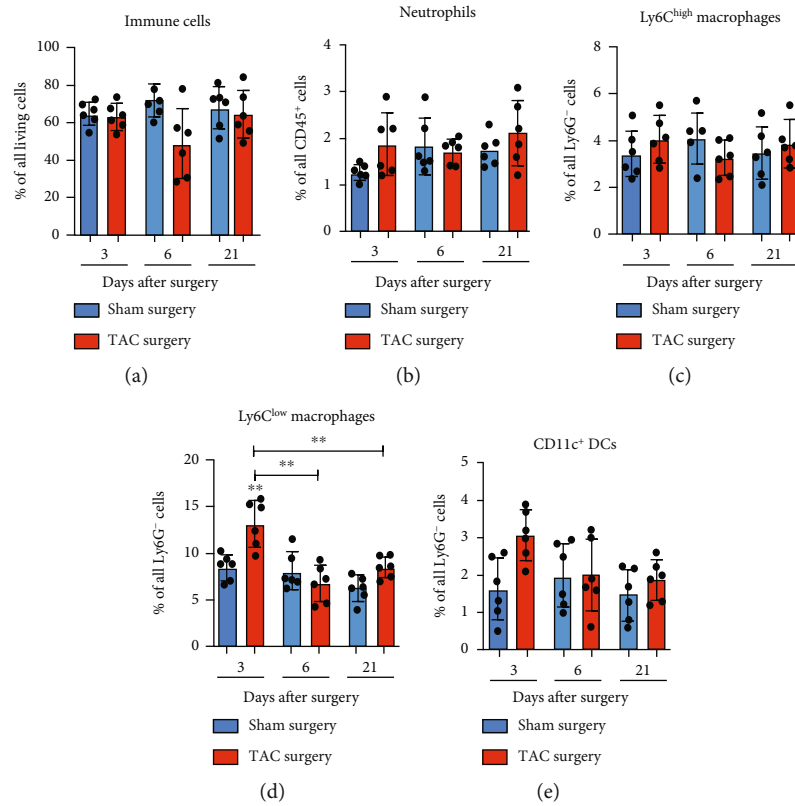 Immune cells
% of all living cells
100
80
60
40
20
0
3 6 21
Days after surgery
Sham surgery
TAC surgery
(a)
Neutrophils
% of all CD45⁺ cells
4
3
2
1
0
3 6 21
Days after surgery
Sham surgery
TAC surgery
(b)
Ly6Cʰⁱᵍʰ macrophages
% of all Ly6G⁻ cells
8
6
4
2
0
3 6 21
Days after surgery
Sham surgery
TAC surgery
(c)
Ly6Cˡᵒʷ macrophages
% of all Ly6G⁻ cells
20
15
10
5
0
**
**
**
3 6 21
Days after surgery
Sham surgery
TAC surgery
(d)
CD11c⁺ DCs
% of all Ly6G⁻ cells
5
4
3
2
1
0
3 6 21
Days after surgery
Sham surgery
TAC surgery
(e)